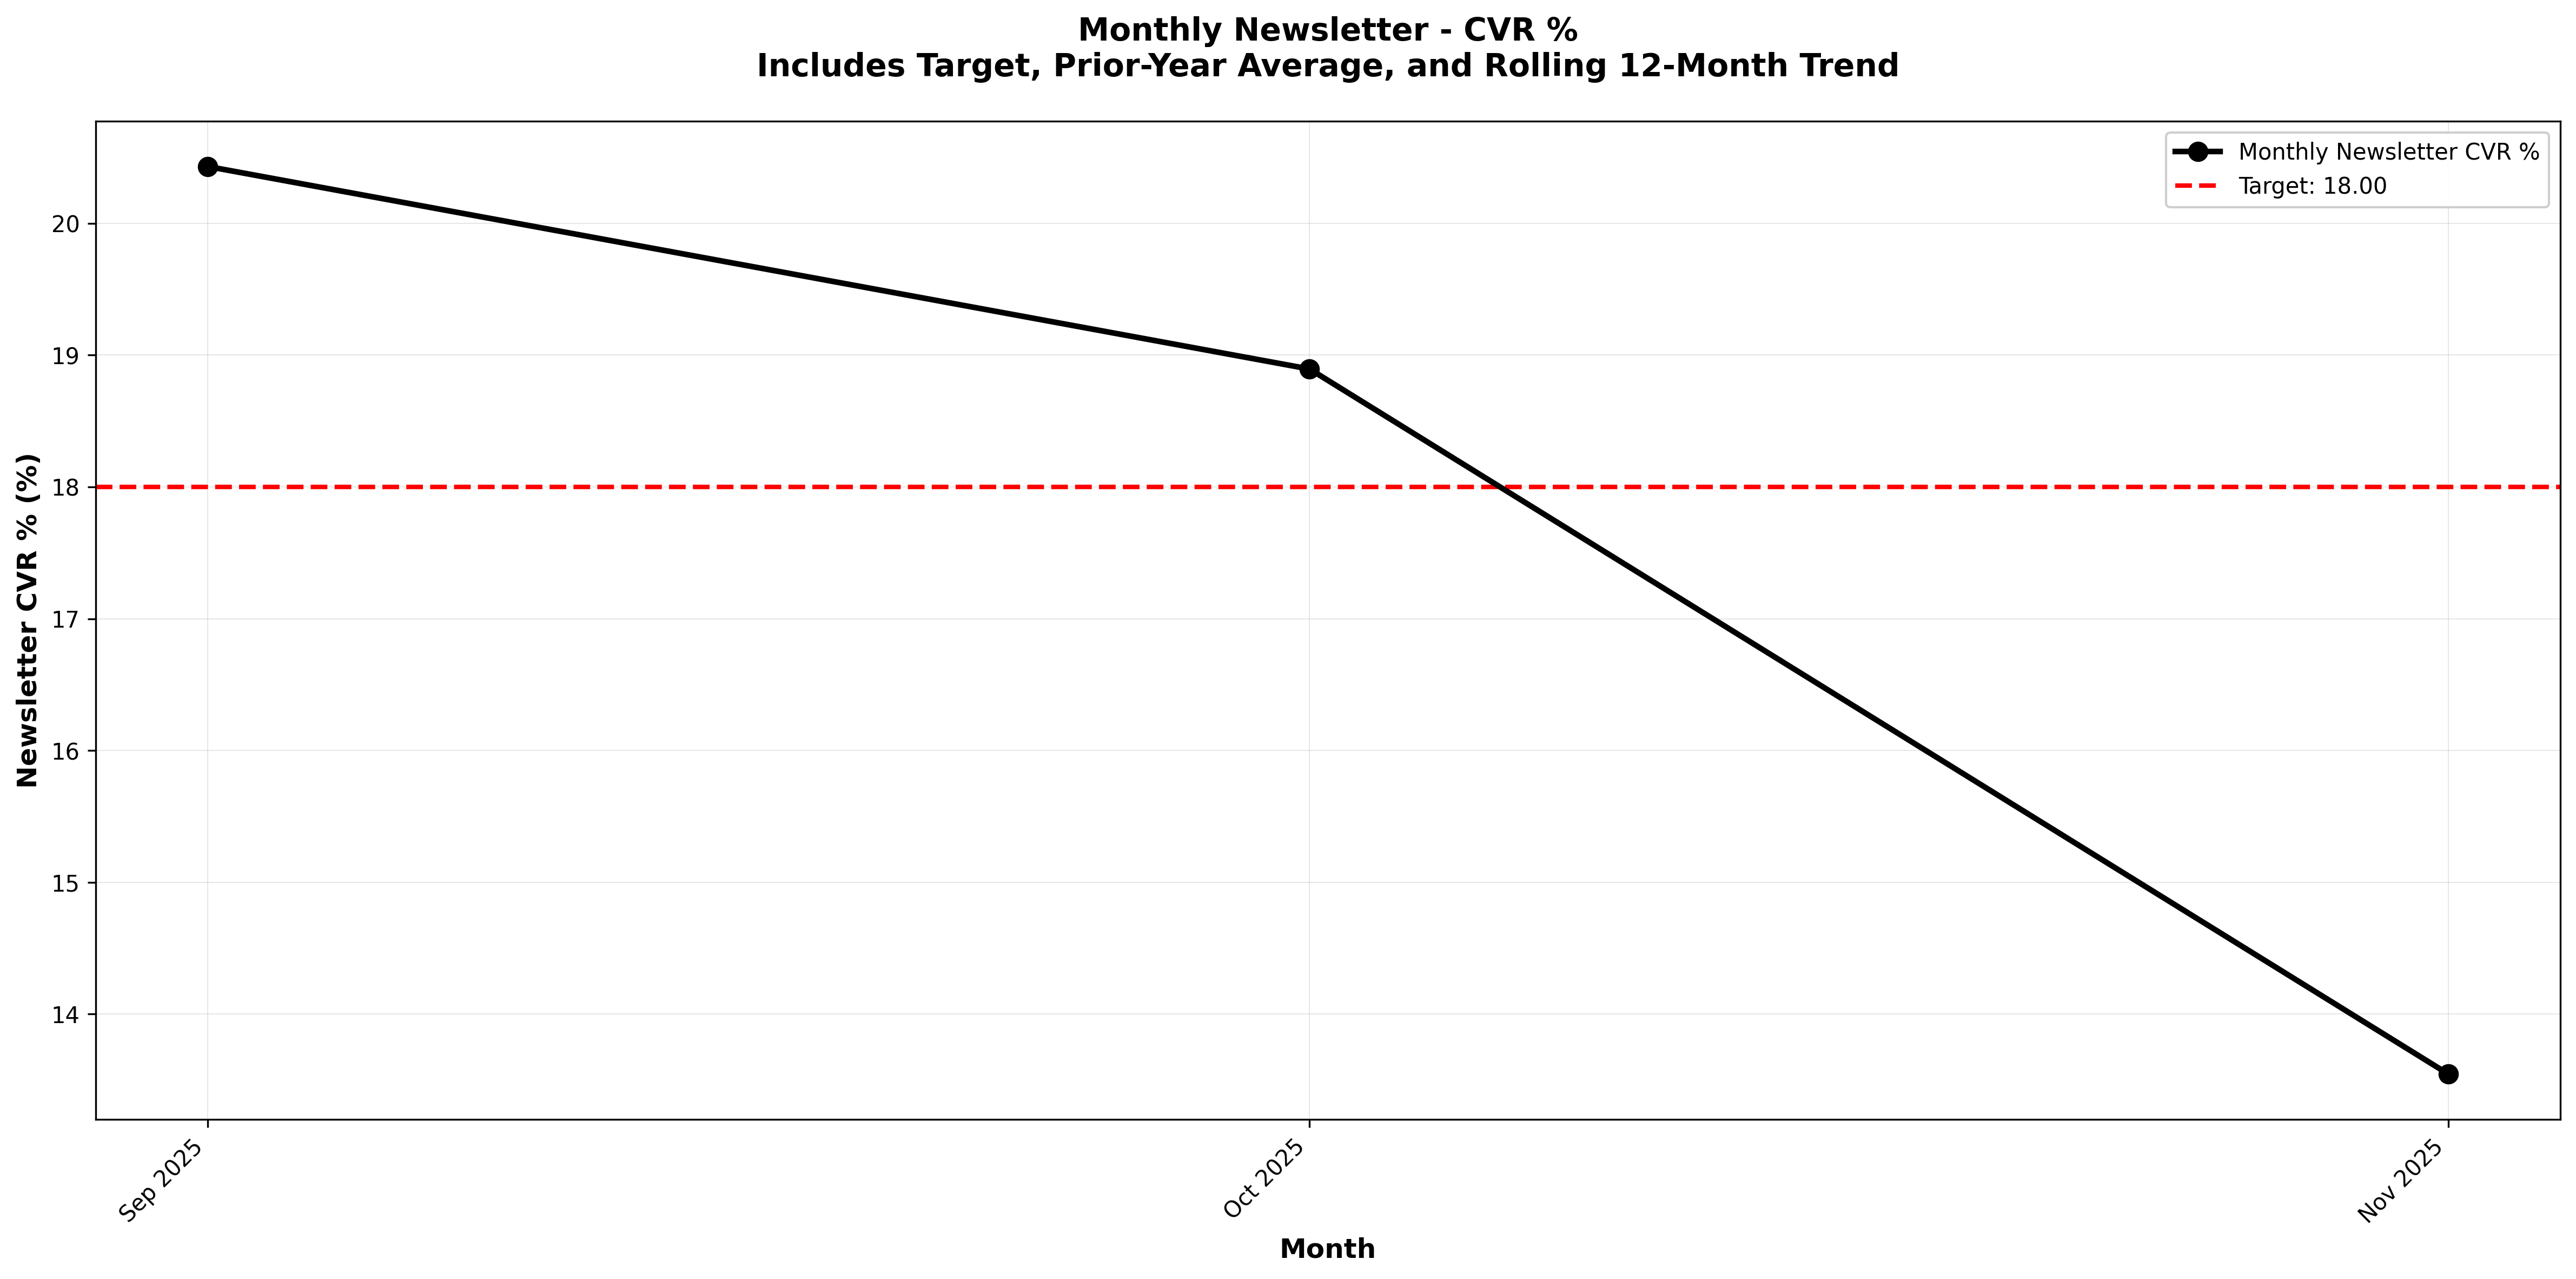 Monthly Newsletter - CVR %
Includes Target, Prior-Year Average, and Rolling 12-Month Trend
Monthly Newsletter CVR %
Target: 18.00
Newsletter CVR % (%)
20
19
18
17
16
15
14
Sep 2025
Oct 2025
Nov 2025
Month